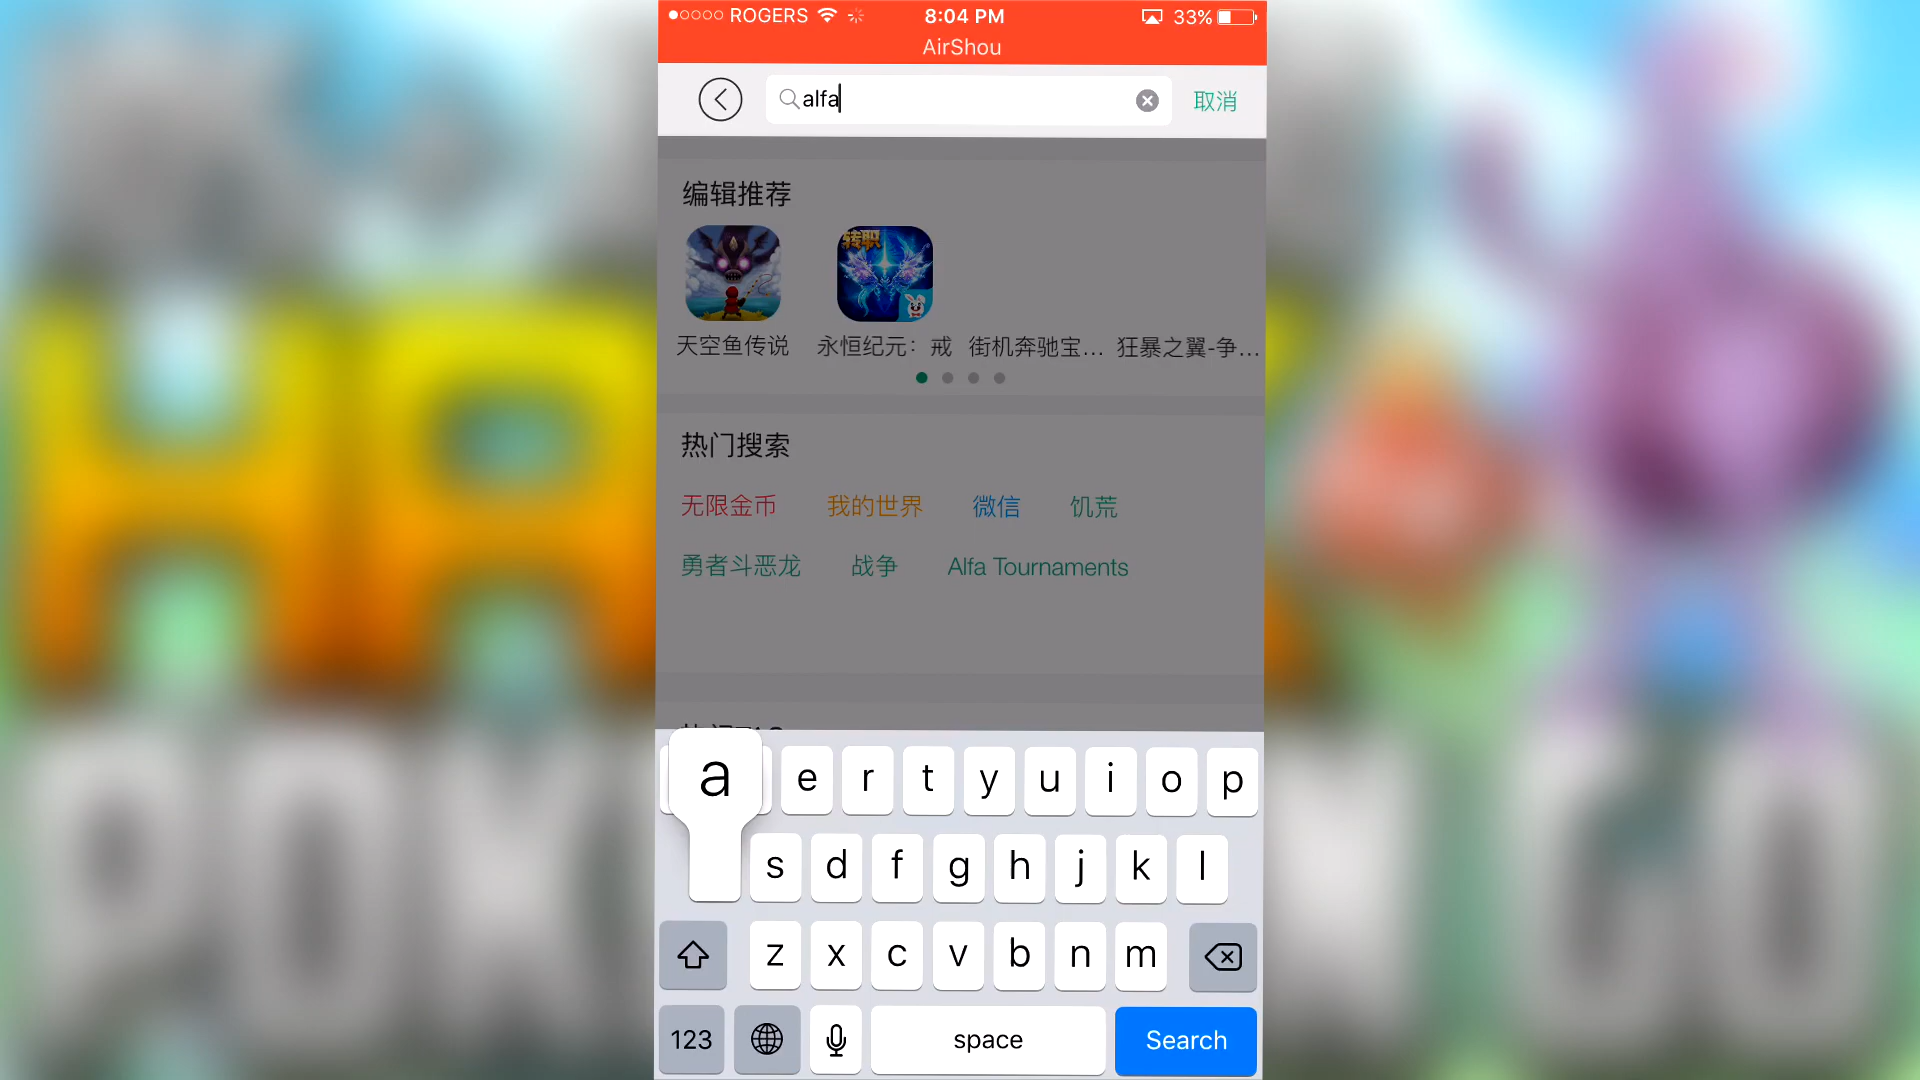 ROGERS 8:04 PM 33%
AirShou
alfa 取消
编辑推荐
转职
天空鱼传说 永恒纪元：戒 街机奔驰宝... 狂暴之翼-争...
热门搜索
无限金币 我的世界 微信 饥荒
勇者斗恶龙 战争 Alfa Tournaments
a e r t y u i o p
s d f g h j k l
z x c v b n m
123 space Search